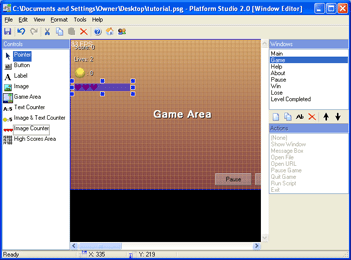 C:\Documents and Settings\Owner\Desktop\tutorial.psg - Platform Studio 2.0 [Window Editor]
File Edit View Format Tools Help
Controls
Pointer
Button
Label
Image
Game Area
Text Counter
Image & Text Counter
Image Counter
High Scores Area
Lives: 2
0
Game Area
Pause
Windows
Main
Game
Help
About
Pause
Win
Lose
Level Completed
Ab
Actions
(None)
Show Window
Message Box
Open File
Open URL
Pause Game
Quit Game
Run Script
Exit
Ready
X: 335
Y: 219